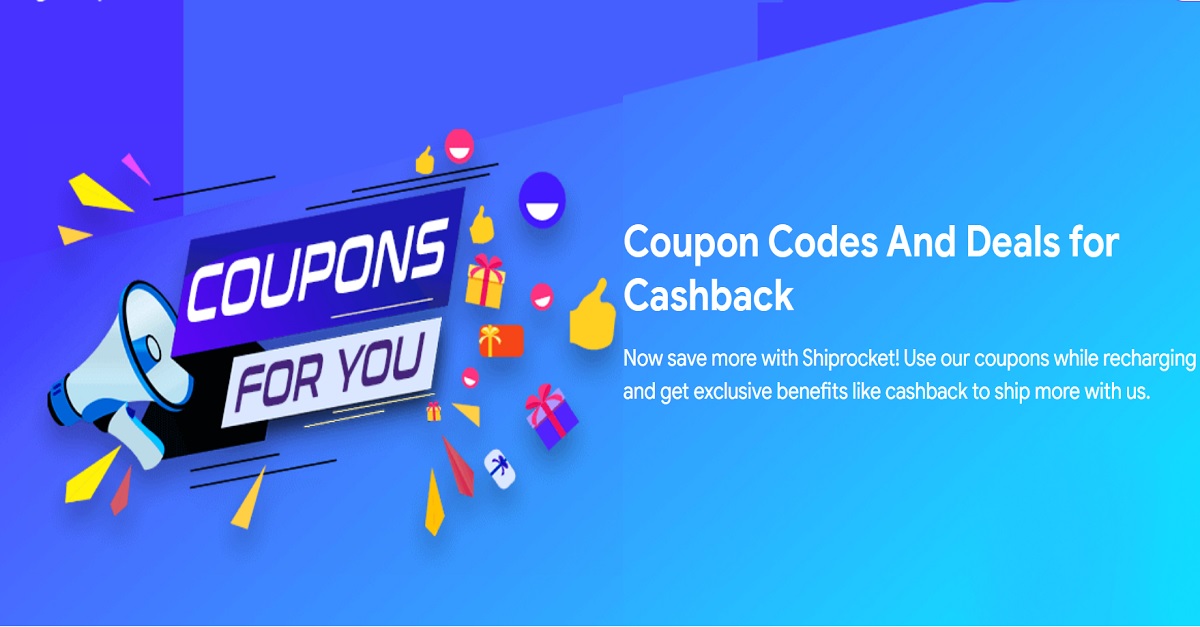 COUPONS
FOR YOU
Coupon Codes And Deals for
Cashback
Now save more with Shiprocket! Use our coupons while recharging
and get exclusive benefits like cashback to ship more with us.